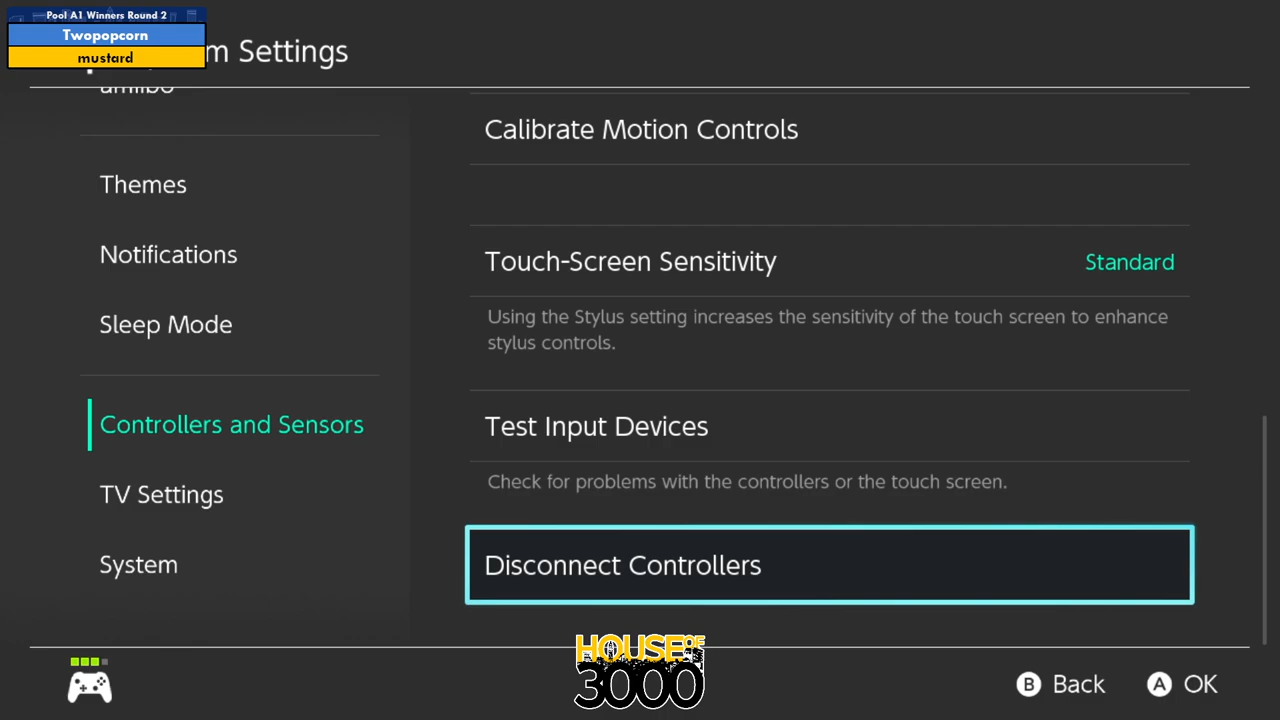 Pool A1 Winners Round 2
Twopopcorn
mustard
m Settings
amiibo
Themes
Notifications
Sleep Mode
Controllers and Sensors
TV Settings
System
Calibrate Motion Controls
Touch-Screen Sensitivity Standard
Using the Stylus setting increases the sensitivity of the touch screen to enhance
stylus controls.
Test Input Devices
Check for problems with the controllers or the touch screen.
Disconnect Controllers
HOUSE OF
3000
B Back A OK